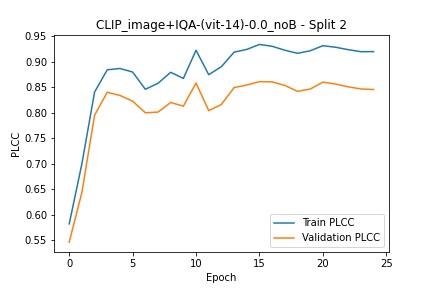 CLIP_image+IQA-(vit-14)-0.0_noB - Split 2
0.95
0.90
0.85
0.80
0.75
0.70
0.65
0.60
0.55
PLCC
Train PLCC
Validation PLCC
0 5 10 15 20 25
Epoch